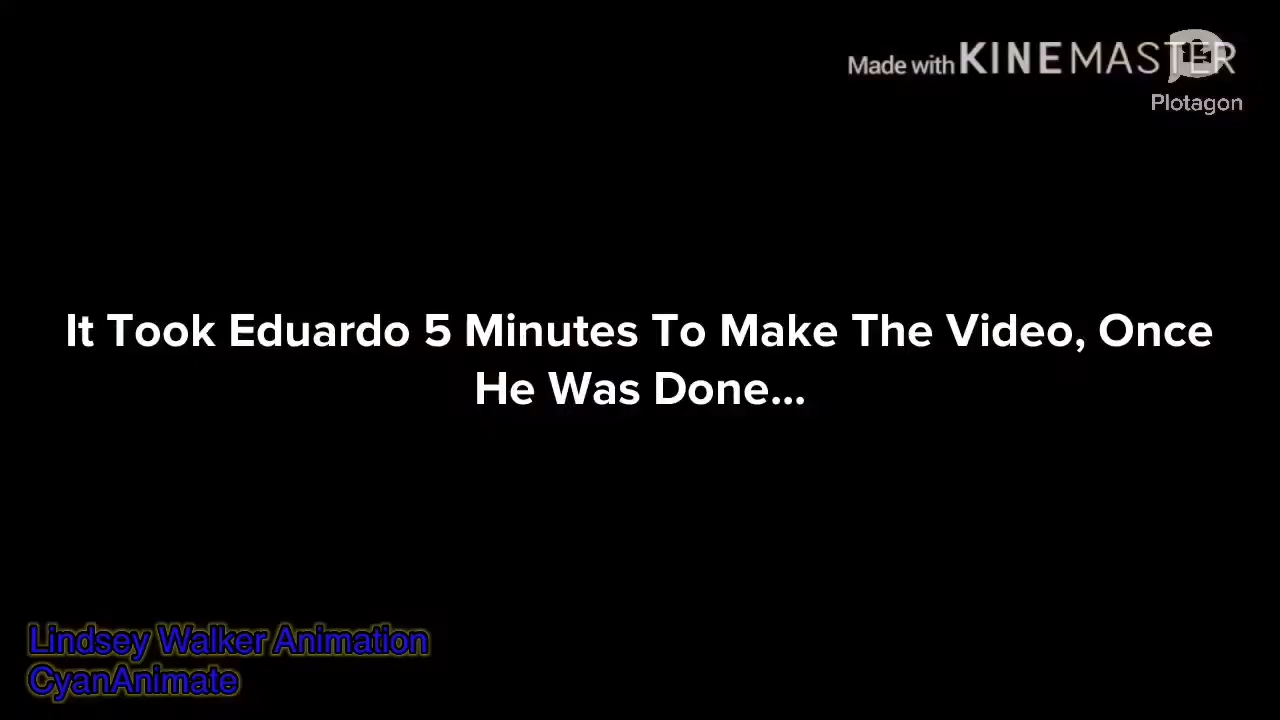 Made with KINEMASTER
Plotagon
It Took Eduardo 5 Minutes To Make The Video, Once
He Was Done...
Lindsey Walker Animation
CyanAnimate